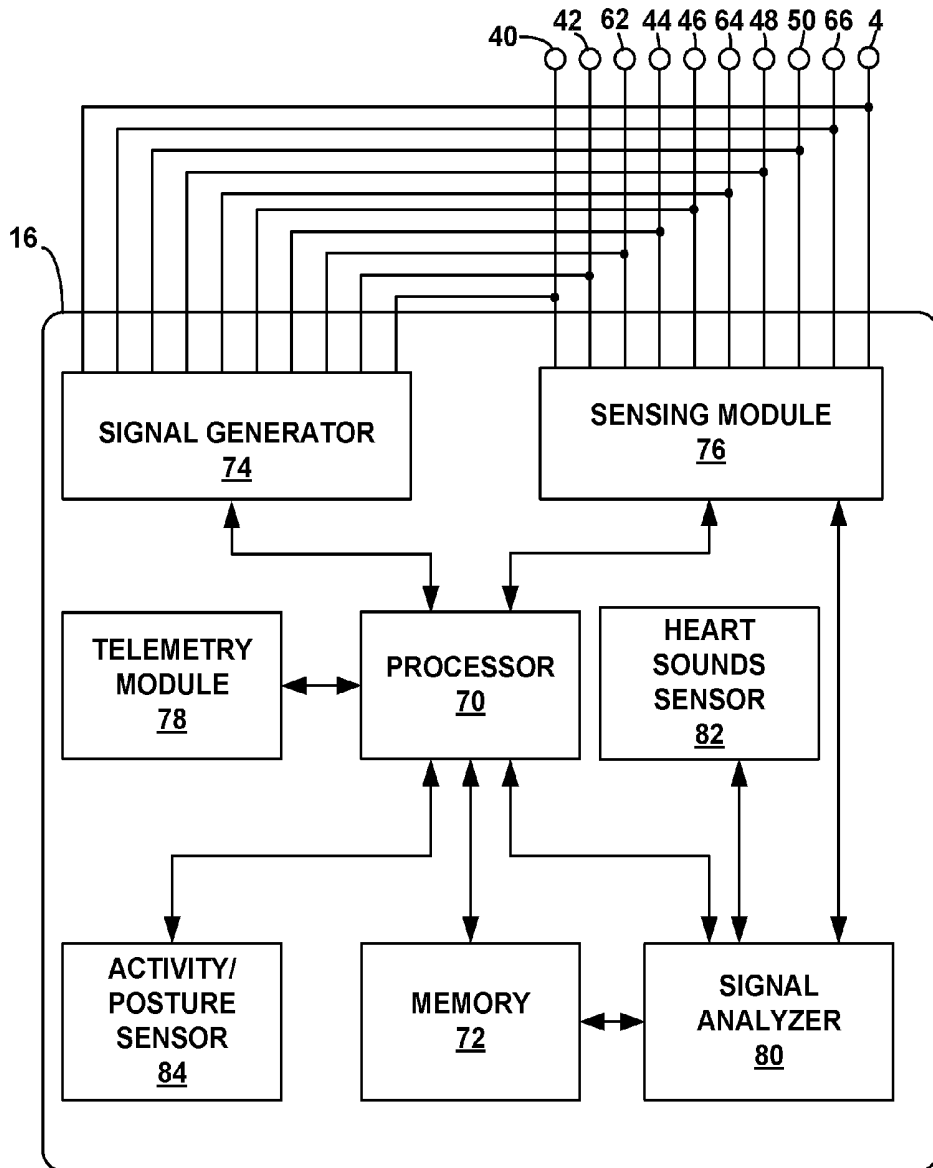 40 42 62 44 46 64 48 50 66 4
16
SIGNAL GENERATOR
74
SENSING MODULE
76
TELEMETRY
MODULE
78
PROCESSOR
70
HEART
SOUNDS
SENSOR
82
ACTIVITY/
POSTURE
SENSOR
84
MEMORY
72
SIGNAL
ANALYZER
80